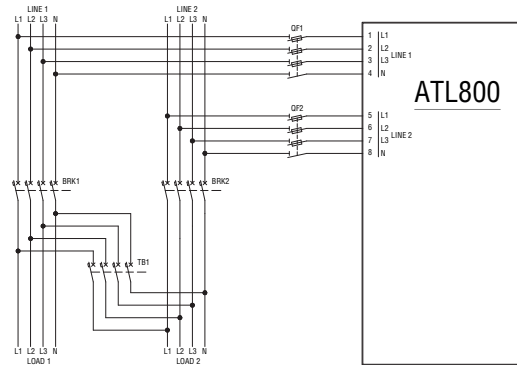 LINE 1
L1 L2 L3 N
LINE 2
L1 L2 L3 N
QF1
1 L1
2 L2
3 L3
4 N
LINE 1
ATL800
QF2
5 L1
6 L2
7 L3
8 N
LINE 2
BRK1
BRK2
TB1
L1 L2 L3 N
LOAD 1
L1 L2 L3 N
LOAD 2